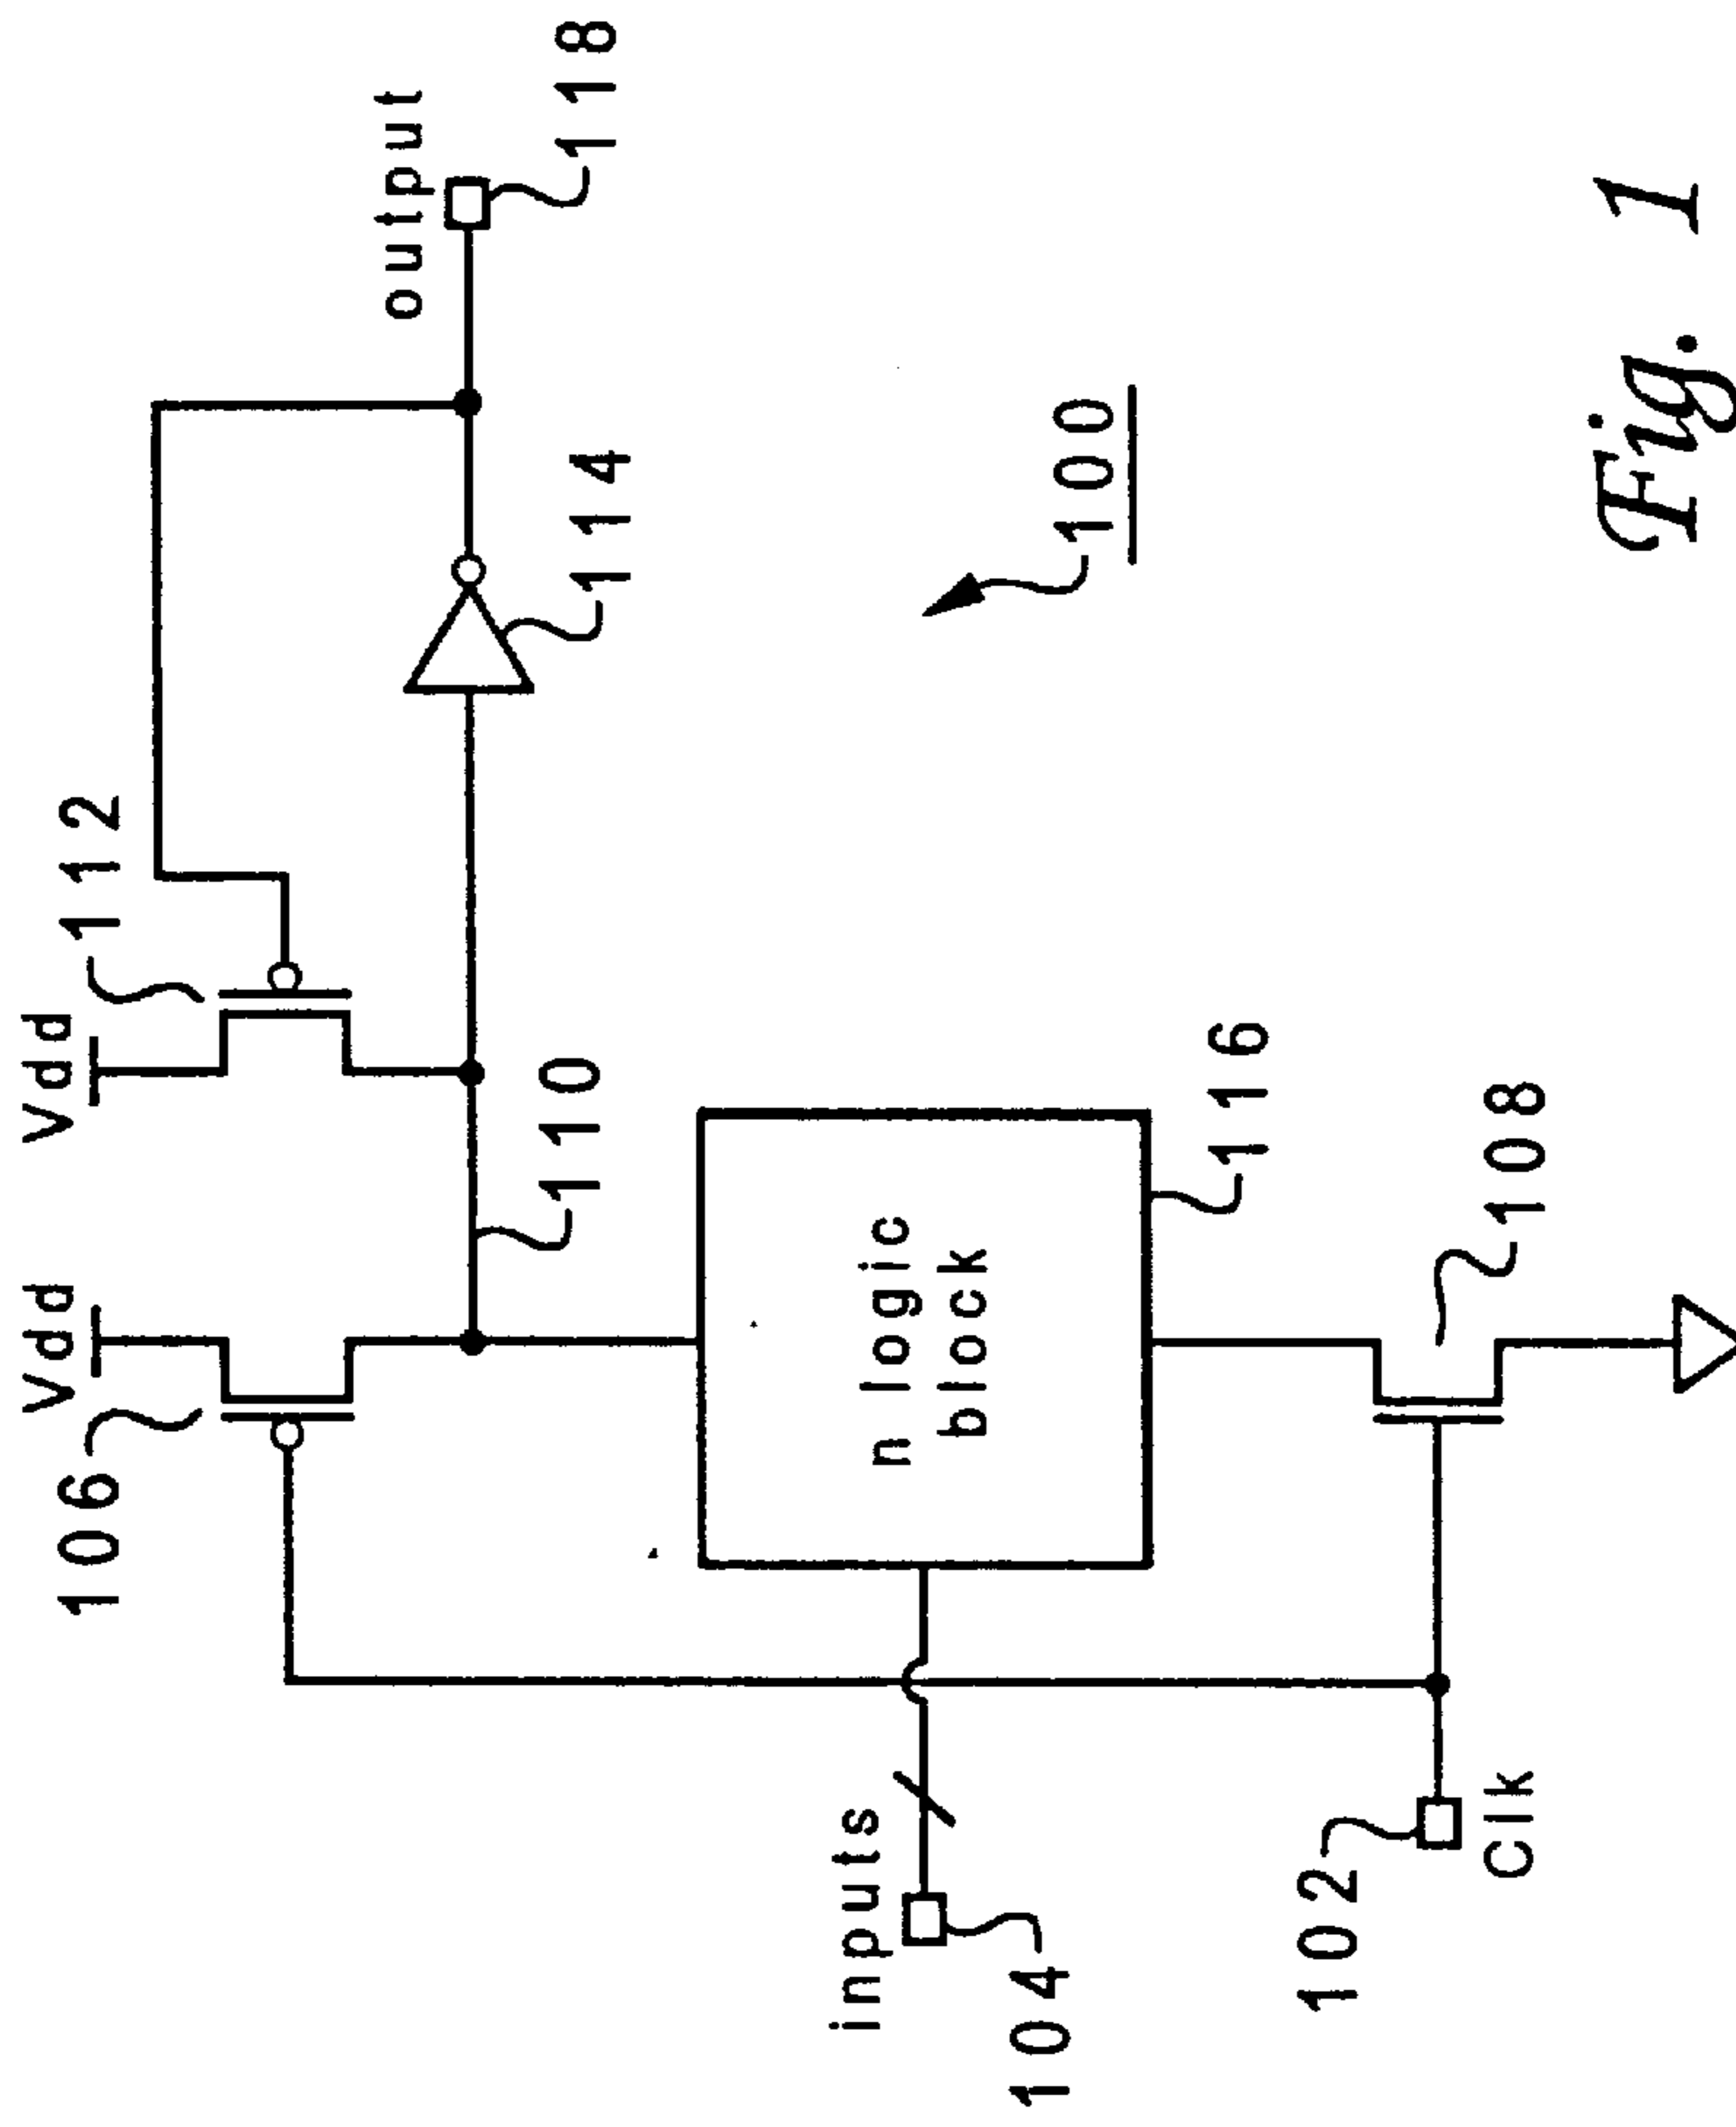 Vdd
Vdd
106
112
output
118
110
114
inputs
n logic
block
100
104
116
102
Clk
108
Fig. 1